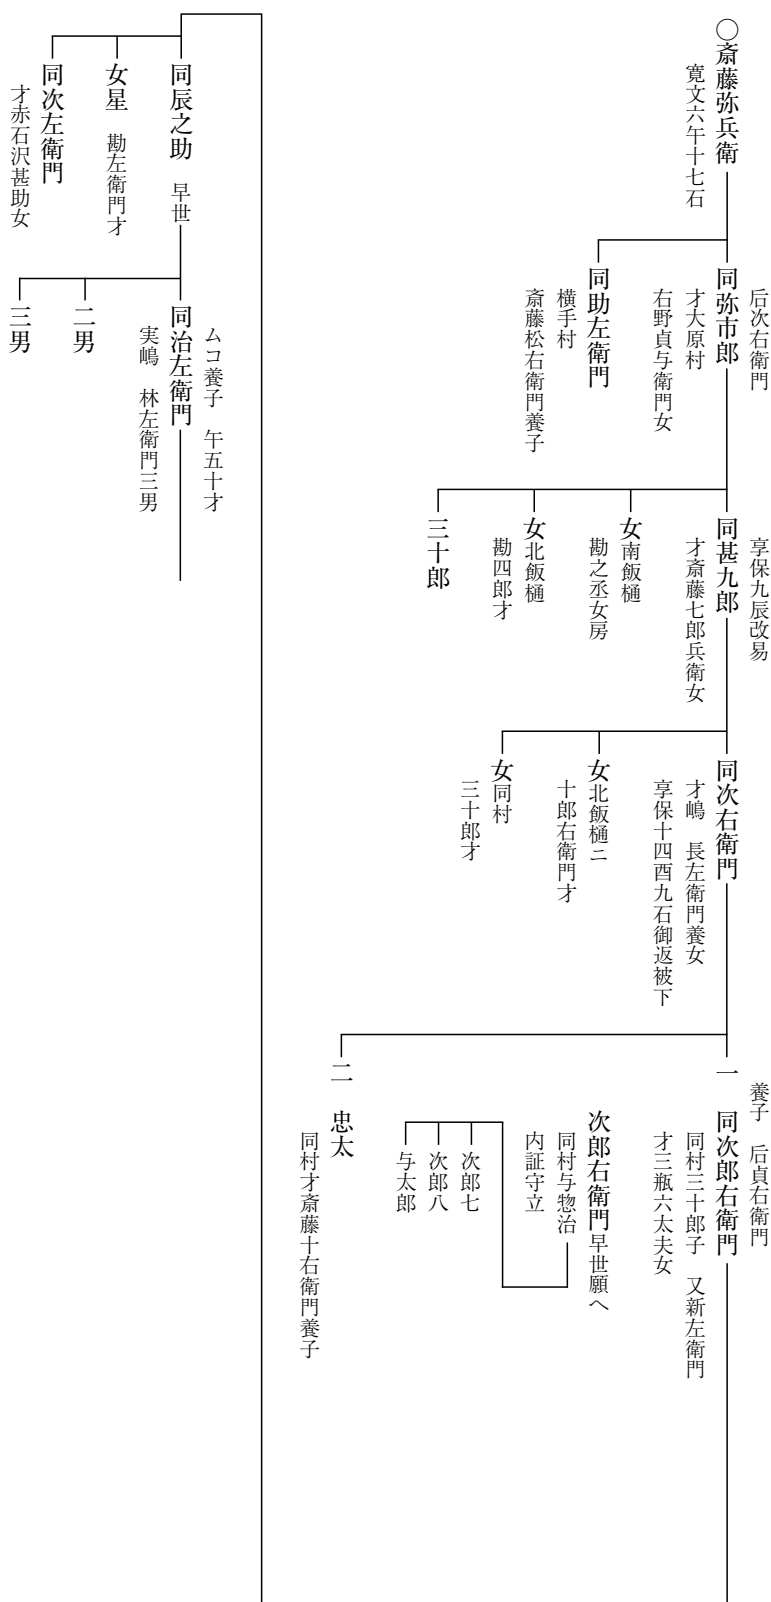 ○斎藤弥兵衛
寛文六午十七石
后次右衛門
同弥市郎
才大原村
右野貞与衛門女
同助左衛門
横手村
斎藤松右衛門養子
享保九辰改易
同甚九郎
才斎藤七郎兵衛女
女南飯樋
勘之丞女房
女北飯樋
勘四郎才
三十郎
同次右衛門
才嶋　長左衛門養女
享保十四酉九石御返被下
女北飯樋ニ
十郎右衛門才
女同村
三十郎才
養子　后貞右衛門
一　同次郎右衛門
同村三十郎子　又新左衛門
才三瓶六太夫女
次郎右衛門早世願へ
同村与惣治
内証守立
次郎七
次郎八
与太郎
二　忠太
同村才斎藤十右衛門養子
同辰之助　早世
女星　勘左衛門才
同次左衛門
才赤石沢甚助女
ムコ養子　午五十才
同治左衛門
実嶋　林左衛門三男
二男
三男